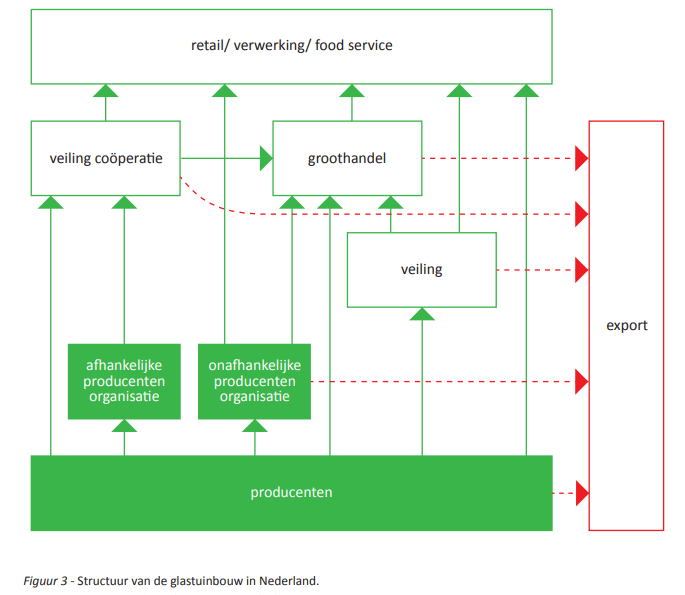 retail/ verwerking/ food service
veiling coöperatie
groothandel
veiling
export
afhankelijke
producenten
organisatie
onafhankelijke
producenten
organisatie
producenten
Figuur 3 - Structuur van de glastuinbouw in Nederland.